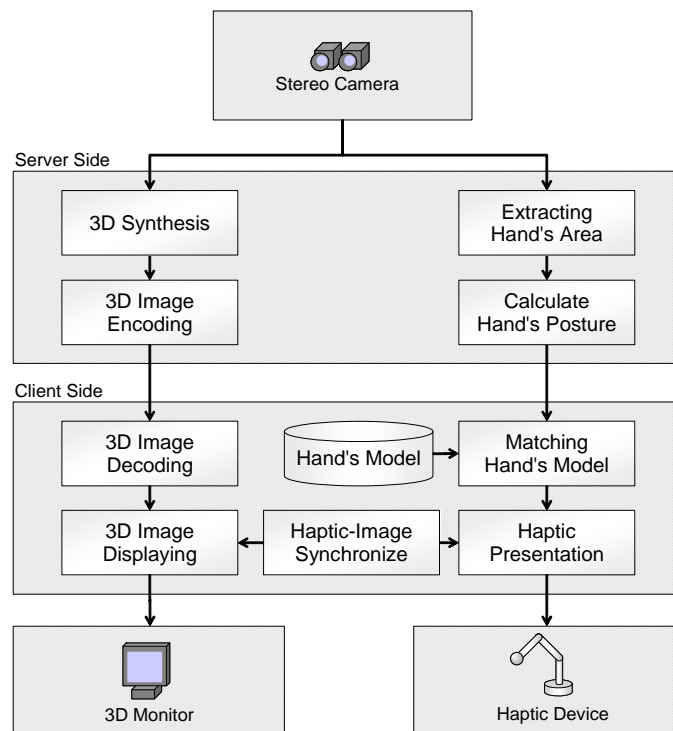 Stereo Camera
Server Side
3D Synthesis
Extracting
Hand's Area
3D Image
Encoding
Calculate
Hand's Posture
Client Side
3D Image
Decoding
Hand's Model
Matching
Hand's Model
3D Image
Displaying
Haptic-Image
Synchronize
Haptic
Presentation
3D Monitor
Haptic Device